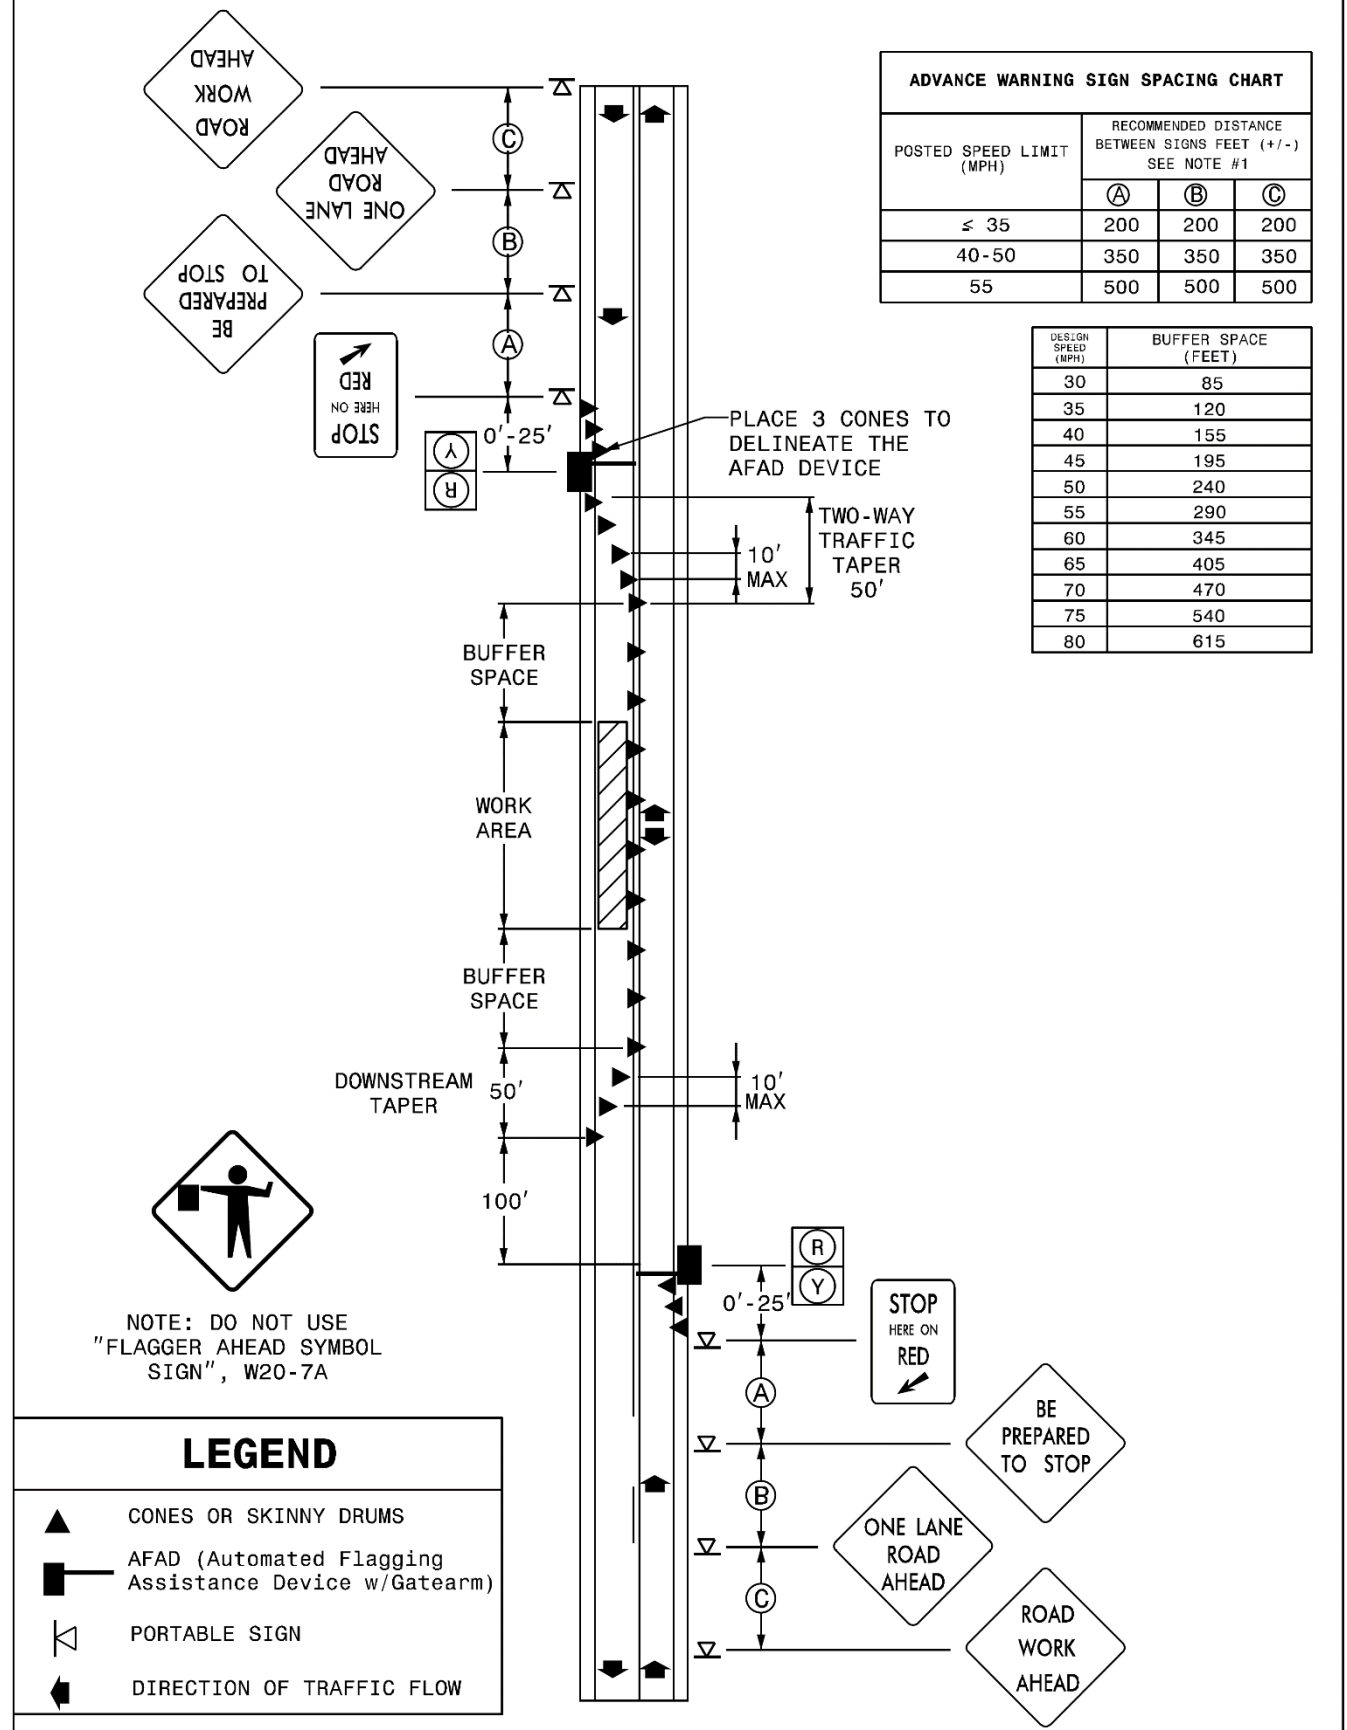 ROAD
WORK
AHEAD
ONE LANE
ROAD
AHEAD
BE
PREPARED
TO STOP
STOP
HERE ON
RED
C
B
A
0'-25'
Y
R
PLACE 3 CONES TO
DELINEATE THE
AFAD DEVICE
TWO-WAY
TRAFFIC
TAPER
50'
10'
MAX
BUFFER
SPACE
WORK
AREA
BUFFER
SPACE
DOWNSTREAM
TAPER
50'
10'
MAX
100'
ADVANCE WARNING SIGN SPACING CHART
POSTED SPEED LIMIT
(MPH)
RECOMMENDED DISTANCE
BETWEEN SIGNS FEET (+/-)
SEE NOTE #1
A B C
≤ 35 200 200 200
40-50 350 350 350
55 500 500 500
DESIGN
SPEED
(MPH)
BUFFER SPACE
(FEET)
30 85
35 120
40 155
45 195
50 240
55 290
60 345
65 405
70 470
75 540
80 615
R
Y
0'-25'
STOP
HERE ON
RED
A
B
C
BE
PREPARED
TO STOP
ONE LANE
ROAD
AHEAD
ROAD
WORK
AHEAD
NOTE: DO NOT USE
"FLAGGER AHEAD SYMBOL
SIGN", W20-7A
LEGEND
CONES OR SKINNY DRUMS
AFAD (Automated Flagging
Assistance Device w/Gatearm)
PORTABLE SIGN
DIRECTION OF TRAFFIC FLOW